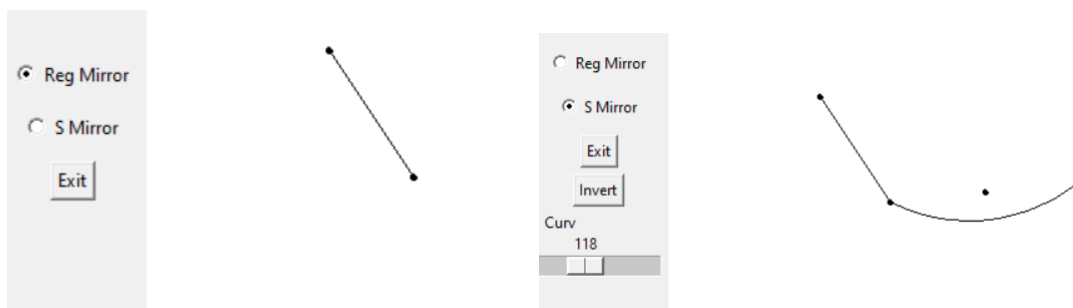 Reg Mirror
S Mirror
Exit
Reg Mirror
S Mirror
Exit
Invert
Curv
118